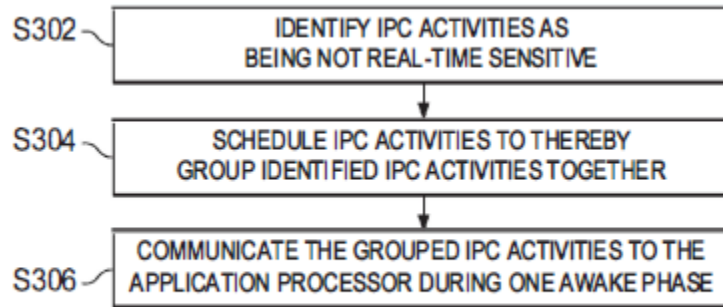 S302
IDENTIFY IPC ACTIVITIES AS
BEING NOT REAL-TIME SENSITIVE
S304
SCHEDULE IPC ACTIVITIES TO THEREBY
GROUP IDENTIFIED IPC ACTIVITIES TOGETHER
S306
COMMUNICATE THE GROUPED IPC ACTIVITIES TO THE
APPLICATION PROCESSOR DURING ONE AWAKE PHASE